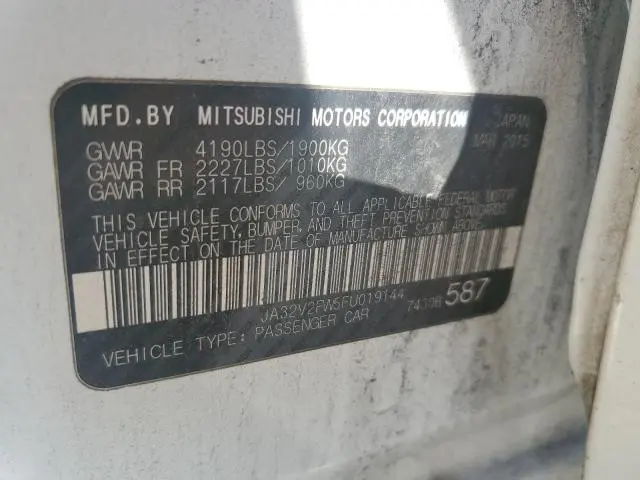 MFD.BY MITSUBISHI MOTORS CORPORATION JAPAN
MAR 2015
GVWR 4190LBS/1900KG
GAWR FR 2227LBS/1010KG
GAWR RR 2117LBS/ 960KG
THIS VEHICLE CONFORMS TO ALL APPLICABLE FEDERAL MOTOR
VEHICLE SAFETY, BUMPER, AND THEFT PREVENTION STANDARDS
IN EFFECT ON THE DATE OF MANUFACTURE SHOWN ABOVE.
JA32V2FW5FU019144 74398 587
VEHICLE TYPE: PASSENGER CAR